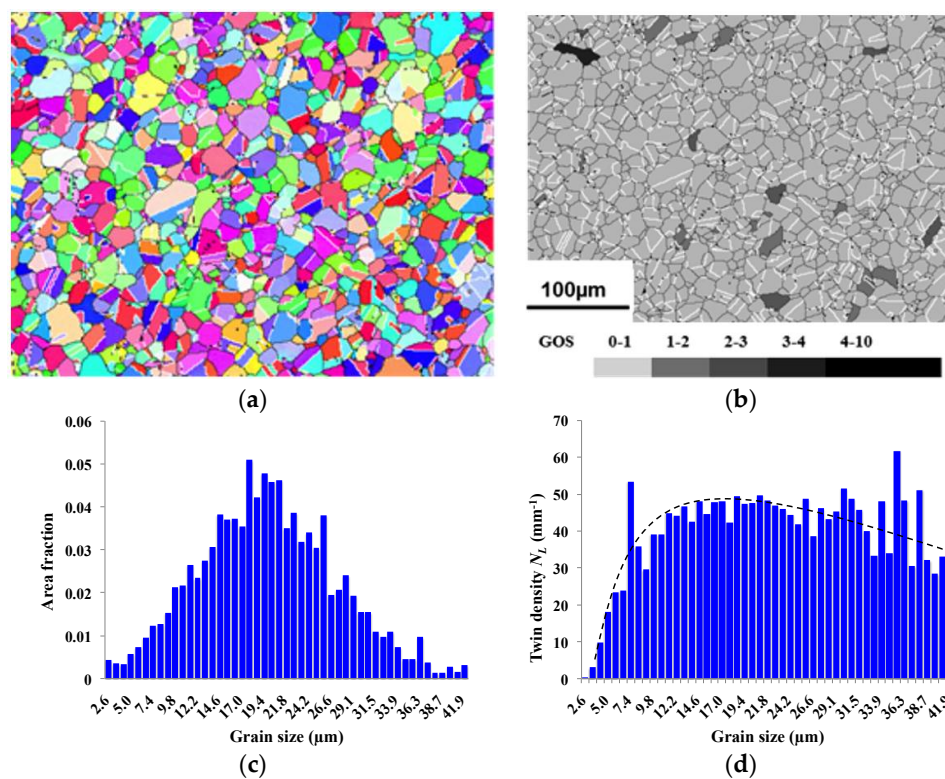 100µm
GOS 0-1 1-2 2-3 3-4 4-10
(a)
(b)
0.06
0.05
0.04
0.03
0.02
0.01
0
Area fraction
2.6 5.0 7.4 9.8 12.2 14.6 17.0 19.4 21.8 24.2 26.6 29.1 31.5 33.9 36.3 38.7 41.9
Grain size (µm)
(c)
70
60
50
40
30
20
10
0
Twin density N_L (mm⁻¹)
2.6 5.0 7.4 9.8 12.2 14.6 17.0 19.4 21.8 24.2 26.6 29.1 31.5 33.9 36.3 38.7 41.9
Grain size (µm)
(d)